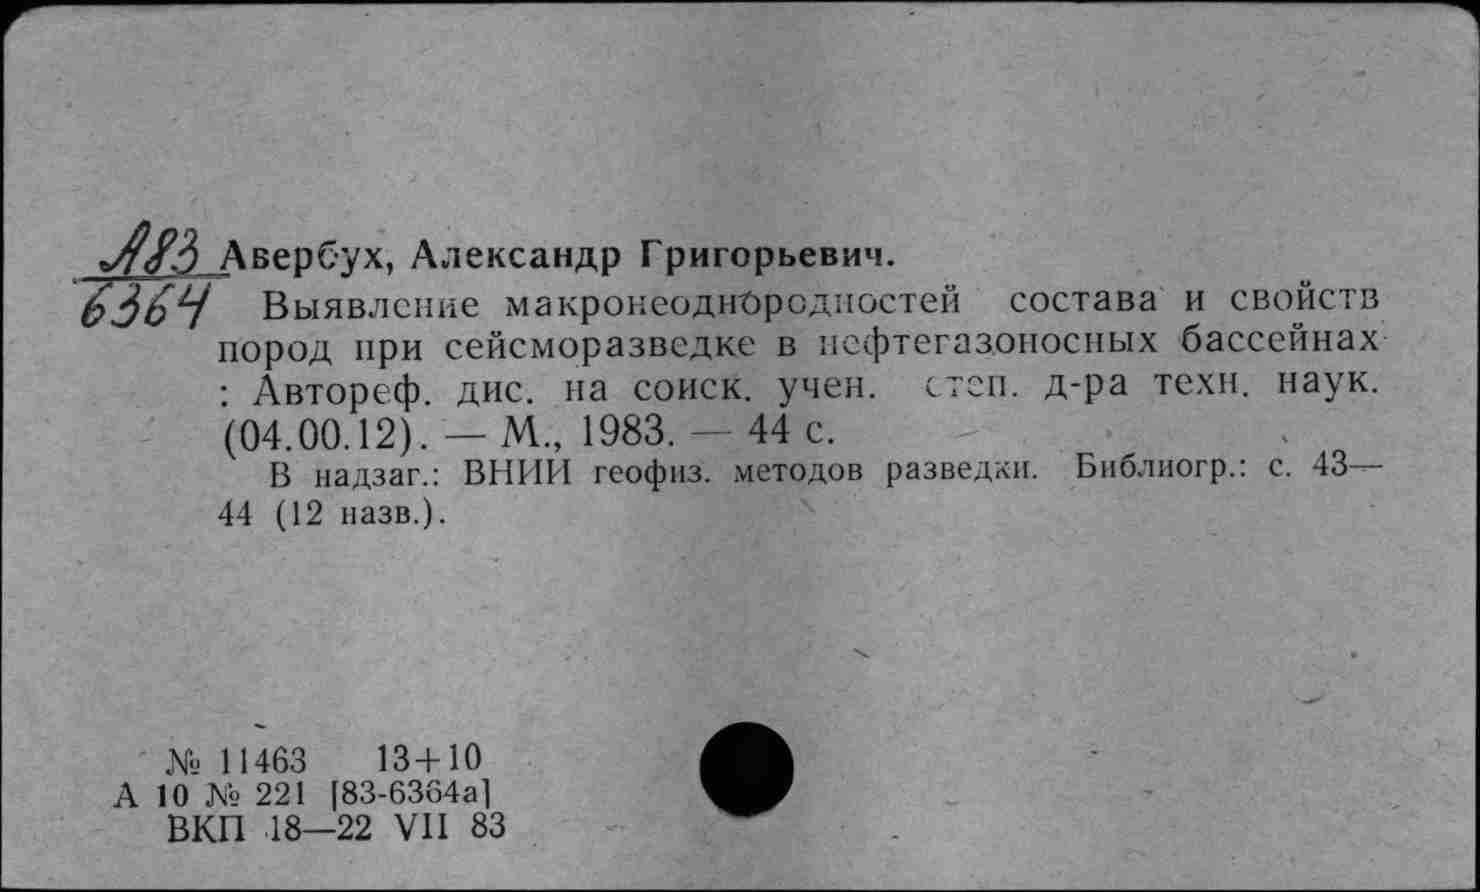 А83 Авербух, Александр Григорьевич.
6364 Выявление макронеоднородностей состава и свойств
пород при сейсморазведке в нефтегазоносных бассейнах
: Автореф. дис. на соиск. учен. степ. д-ра техн. наук.
(04.00.12). — М., 1983. — 44 с.
В надзаг.: ВНИИ геофиз. методов разведки. Библиогр.: с. 43—
44 (12 назв.).
№ 11463 13+10
А 10 № 221 [83-6364а]
ВКП 18—22 VII 83